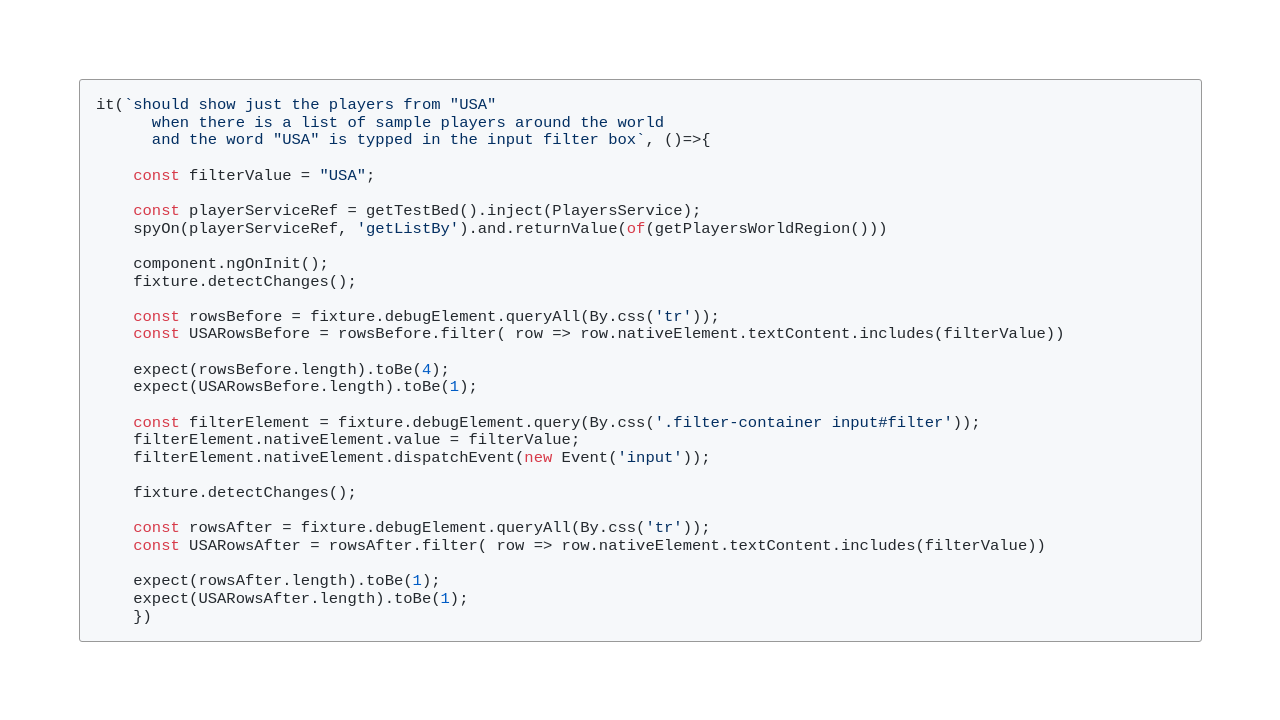 it(`should show just the players from "USA"
      when there is a list of sample players around the world
      and the word "USA" is typed in the input filter box`, ()=>{

    const filterValue = "USA";

    const playerServiceRef = getTestBed().inject(PlayersService);
    spyOn(playerServiceRef, 'getListBy').and.returnValue(of(getPlayersWorldRegion()))

    component.ngOnInit();
    fixture.detectChanges();

    const rowsBefore = fixture.debugElement.queryAll(By.css('tr'));
    const USARowsBefore = rowsBefore.filter( row => row.nativeElement.textContent.includes(filterValue))

    expect(rowsBefore.length).toBe(4);
    expect(USARowsBefore.length).toBe(1);

    const filterElement = fixture.debugElement.query(By.css('.filter-container input#filter'));
    filterElement.nativeElement.value = filterValue;
    filterElement.nativeElement.dispatchEvent(new Event('input'));

    fixture.detectChanges();

    const rowsAfter = fixture.debugElement.queryAll(By.css('tr'));
    const USARowsAfter = rowsAfter.filter( row => row.nativeElement.textContent.includes(filterValue))

    expect(rowsAfter.length).toBe(1);
    expect(USARowsAfter.length).toBe(1);
    })